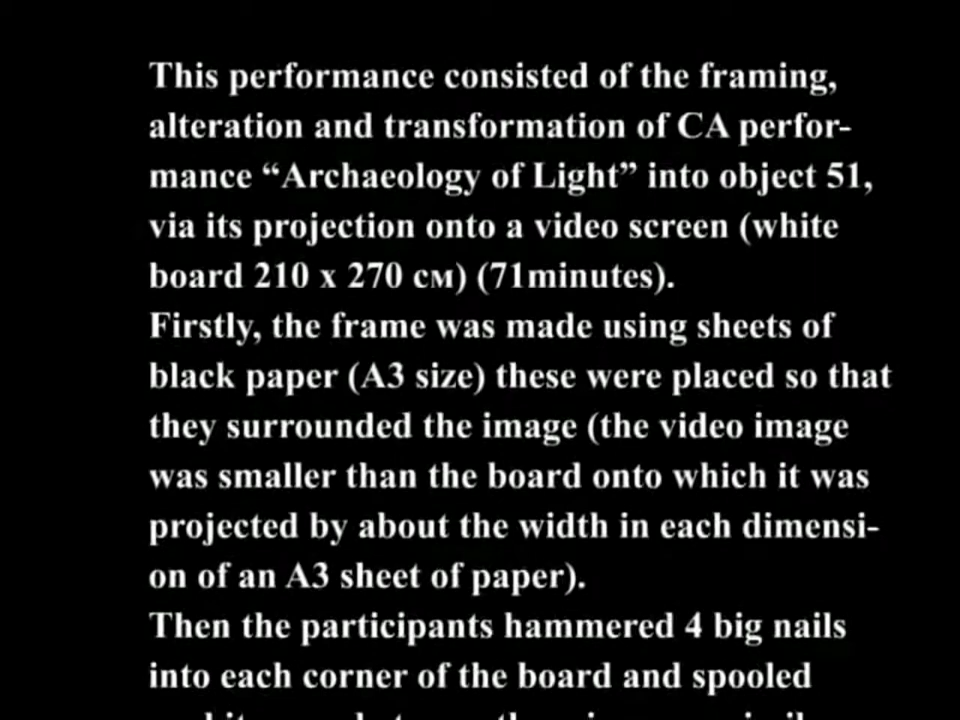 This performance consisted of the framing,
alteration and transformation of CA perfor-
mance “Archaeology of Light” into object 51,
via its projection onto a video screen (white
board 210 x 270 см) (71minutes).
Firstly, the frame was made using sheets of
black paper (A3 size) these were placed so that
they surrounded the image (the video image
was smaller than the board onto which it was
projected by about the width in each dimensi-
on of an A3 sheet of paper).
Then the participants hammered 4 big nails
into each corner of the board and spooled